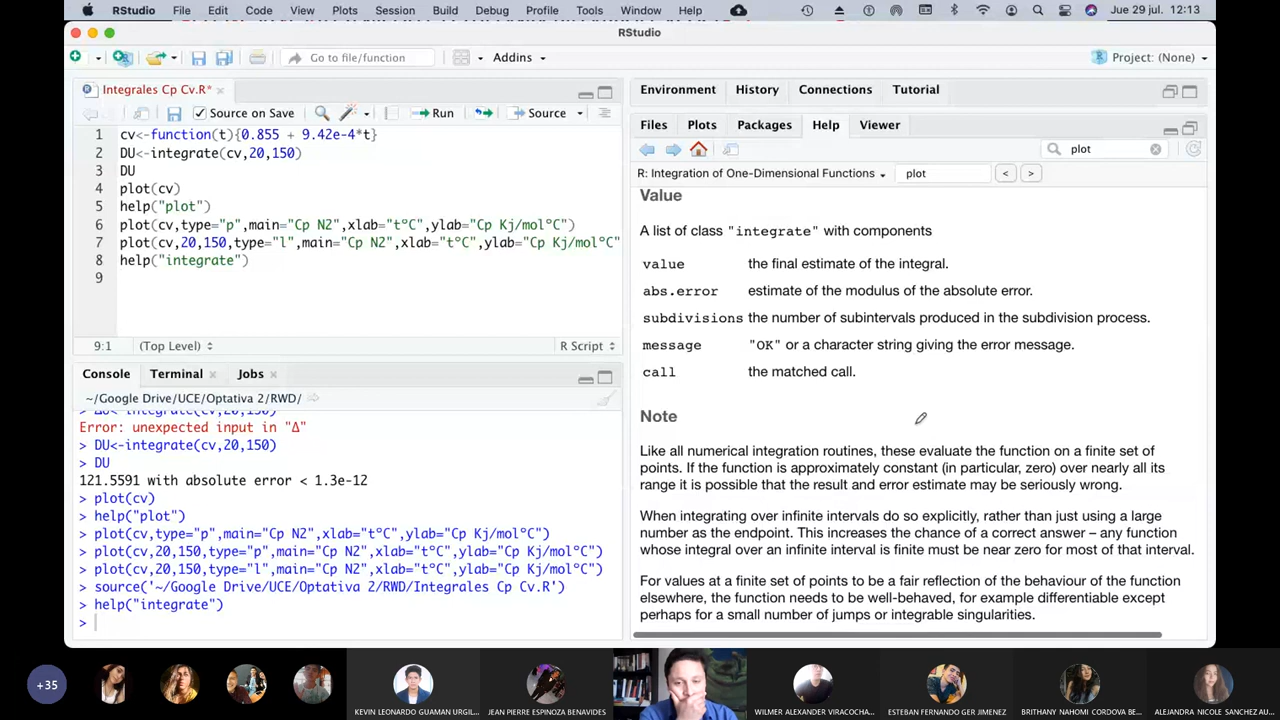 RStudio File Edit Code View Plots Session Build Debug Profile Tools Window Help Jue 29 jul. 12:13
RStudio
Go to file/function Addins Project: (None)
Integrales Cp Cv.R*
Source on Save Run Source
1 cv<-function(t){0.855 + 9.42e-4*t}
2 DU<-integrate(cv,20,150)
3 DU
4 plot(cv)
5 help("plot")
6 plot(cv,type="p",main="Cp N2",xlab="t°C",ylab="Cp Kj/mol°C")
7 plot(cv,20,150,type="l",main="Cp N2",xlab="t°C",ylab="Cp Kj/mol°C"
8 help("integrate")
9
9:1 (Top Level) R Script
Console Terminal Jobs
~/Google Drive/UCE/Optativa 2/RWD/
> ΔU<-integrate(cv,20,150)
Error: unexpected input in "Δ"
> DU<-integrate(cv,20,150)
> DU
121.5591 with absolute error < 1.3e-12
> plot(cv)
> help("plot")
> plot(cv,type="p",main="Cp N2",xlab="t°C",ylab="Cp Kj/mol°C")
> plot(cv,20,150,type="p",main="Cp N2",xlab="t°C",ylab="Cp Kj/mol°C")
> plot(cv,20,150,type="l",main="Cp N2",xlab="t°C",ylab="Cp Kj/mol°C")
> source('~/Google Drive/UCE/Optativa 2/RWD/Integrales Cp Cv.R')
> help("integrate")
>
Environment History Connections Tutorial
Files Plots Packages Help Viewer
plot
R: Integration of One-Dimensional Functions plot < >
Value
A list of class "integrate" with components
value the final estimate of the integral.
abs.error estimate of the modulus of the absolute error.
subdivisions the number of subintervals produced in the subdivision process.
message "OK" or a character string giving the error message.
call the matched call.
Note
Like all numerical integration routines, these evaluate the function on a finite set of
points. If the function is approximately constant (in particular, zero) over nearly all its
range it is possible that the result and error estimate may be seriously wrong.
When integrating over infinite intervals do so explicitly, rather than just using a large
number as the endpoint. This increases the chance of a correct answer – any function
whose integral over an infinite interval is finite must be near zero for most of that interval.
For values at a finite set of points to be a fair reflection of the behaviour of the function
elsewhere, the function needs to be well-behaved, for example differentiable except
perhaps for a small number of jumps or integrable singularities.
+35
KEVIN LEONARDO GUAMAN URGIL...
JEAN PIERRE ESPINOZA BENAVIDES
WILMER ALEXANDER VIRACOCHA...
ESTEBAN FERNANDO GER JIMENEZ
BRITHANY NAHOMI CORDOVA BE...
ALEJANDRA NICOLE SANCHEZ AU...